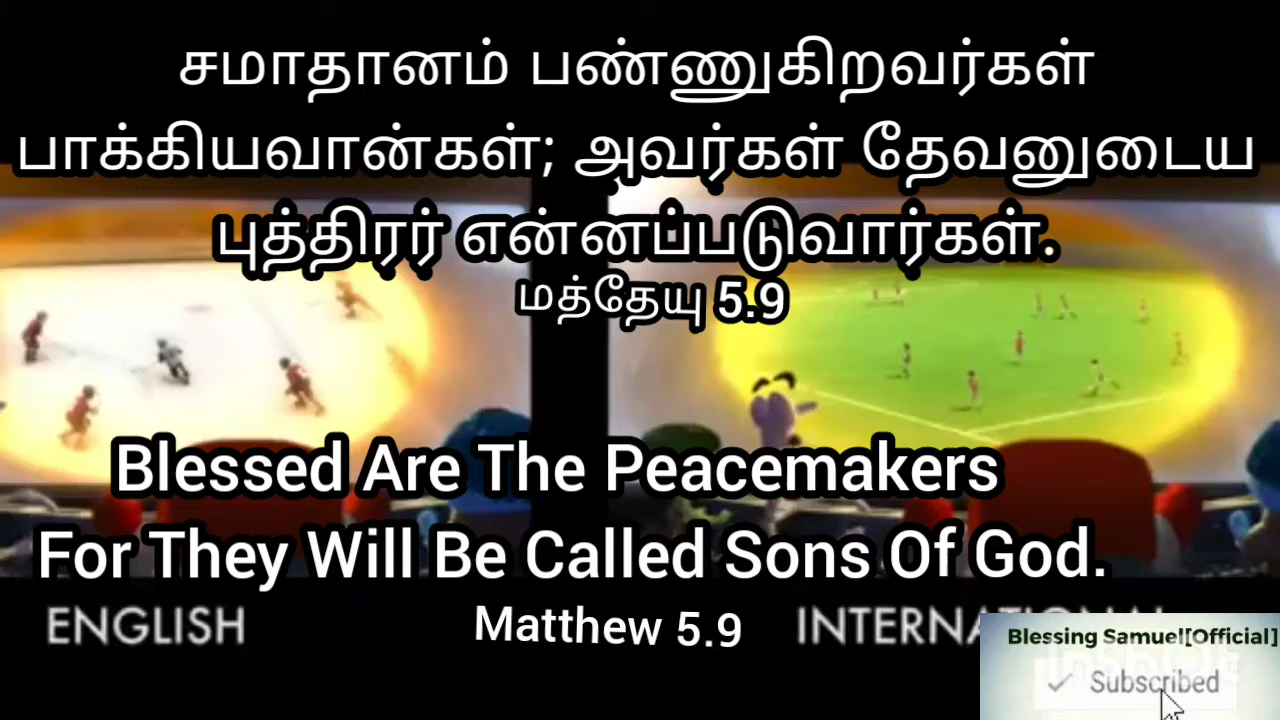 சமாதானம் பண்ணுகிறவர்கள்
பாக்கியவான்கள்; அவர்கள் தேவனுடைய
புத்திரர் என்னப்படுவார்கள்.
மத்தேயு 5.9
Blessed Are The Peacemakers
For They Will Be Called Sons Of God.
ENGLISH
Matthew 5.9
INTERNATIONAL
Blessing Samuel[Official]
InShot
✓ Subscribed